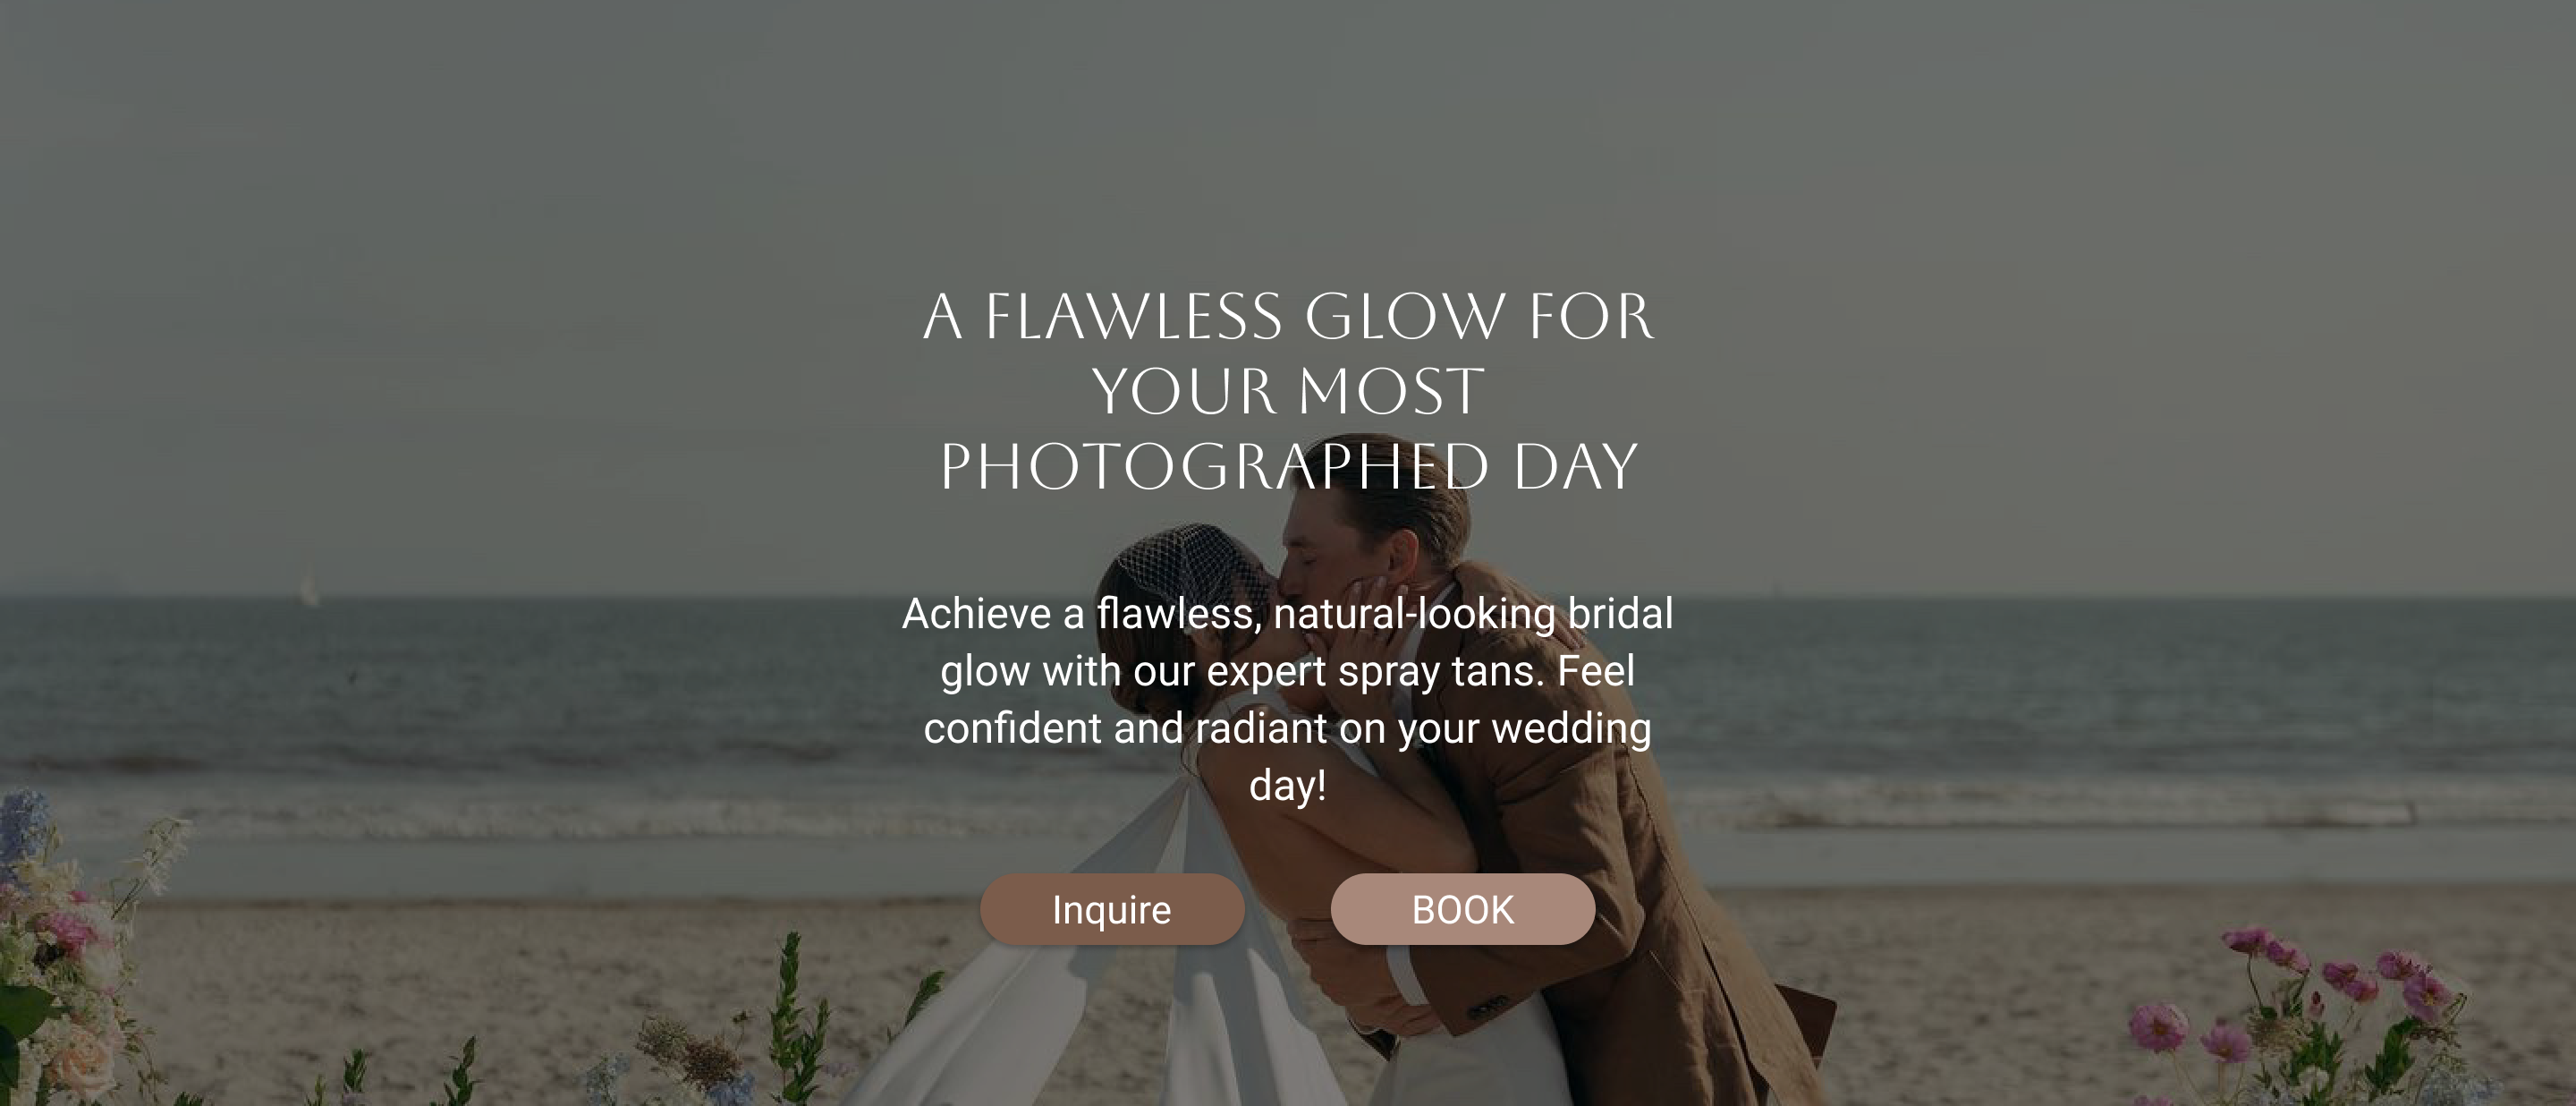 A FLAWLESS GLOW FOR
YOUR MOST
PHOTOGRAPHED DAY
Achieve a flawless, natural-looking bridal
glow with our expert spray tans. Feel
confident and radiant on your wedding
day!
Inquire
BOOK